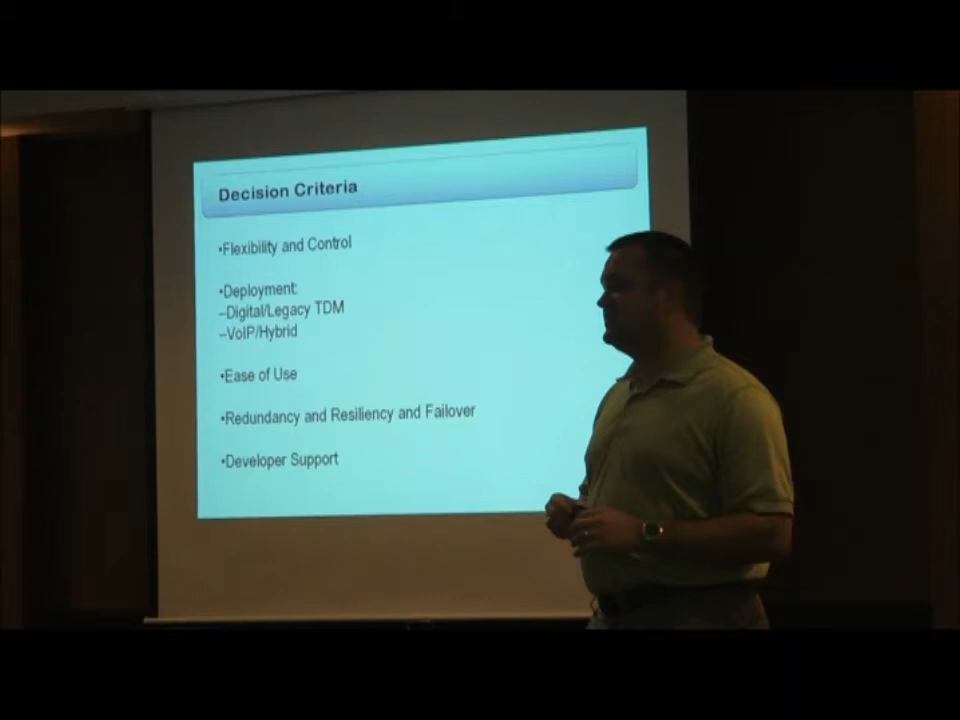 Decision Criteria
•Flexibility and Control
•Deployment:
–Digital/Legacy TDM
–VoIP/Hybrid
•Ease of Use
•Redundancy and Resiliency and Failover
•Developer Support